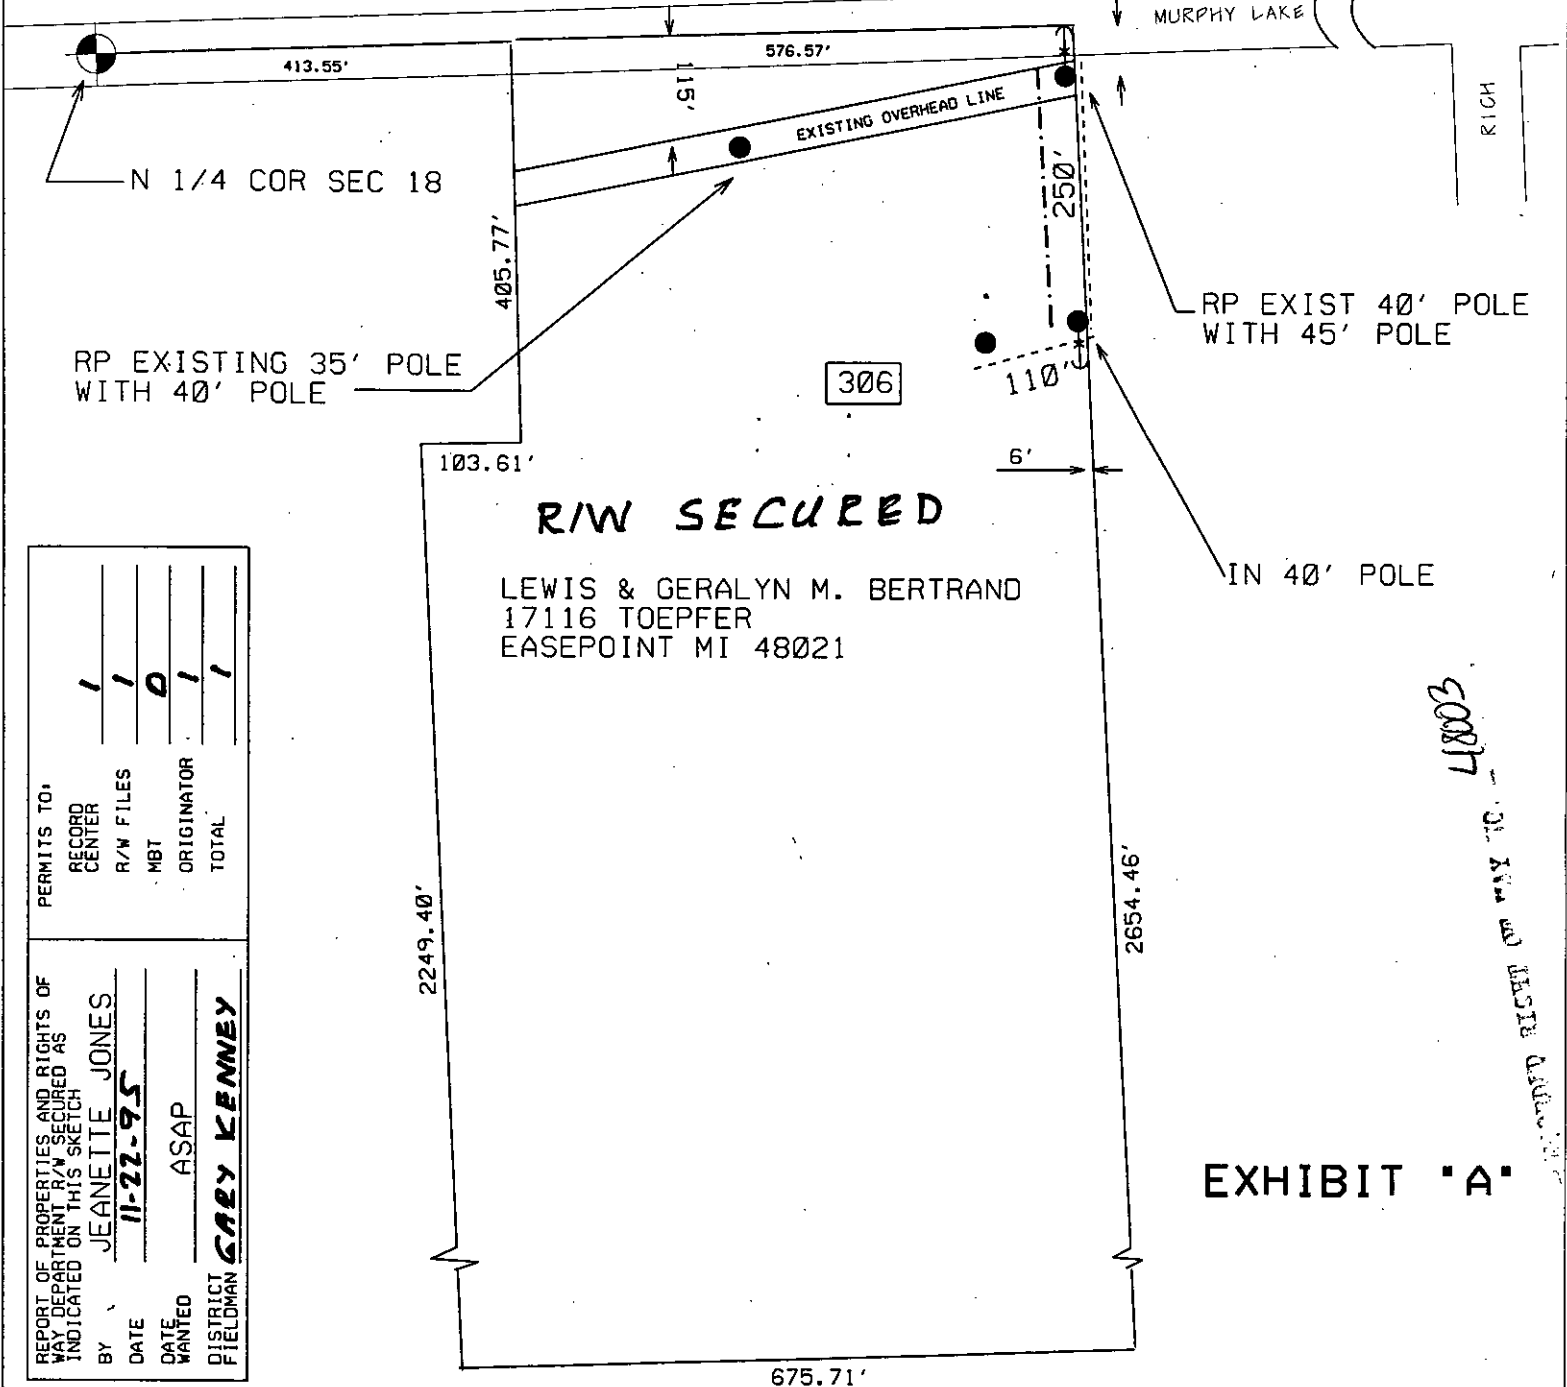 MURPHY LAKE
RICH
413.55'
576.57'
115'
EXISTING OVERHEAD LINE
N 1/4 COR SEC 18
405.77'
250'
RP EXIST 40' POLE
WITH 45' POLE
RP EXISTING 35' POLE
WITH 40' POLE
306
110'
103.61'
6'
R/W SECURED
IN 40' POLE
LEWIS & GERALYN M. BERTRAND
17116 TOEPFER
EASEPOINT MI 48021
48003
2249.40'
2654.46'
EXHIBIT "A"
675.71'
PERMITS TO:
RECORD CENTER 1
R/W FILES 1
MBT 0
ORIGINATOR 1
TOTAL 1
REPORT OF PROPERTIES AND RIGHTS OF
WAY DEPARTMENT R/W SECURED AS
INDICATED ON THIS SKETCH
BY JEANETTE JONES
DATE 11-22-95
DATE WANTED ASAP
DISTRICT FIELDMAN GARY KENNEY